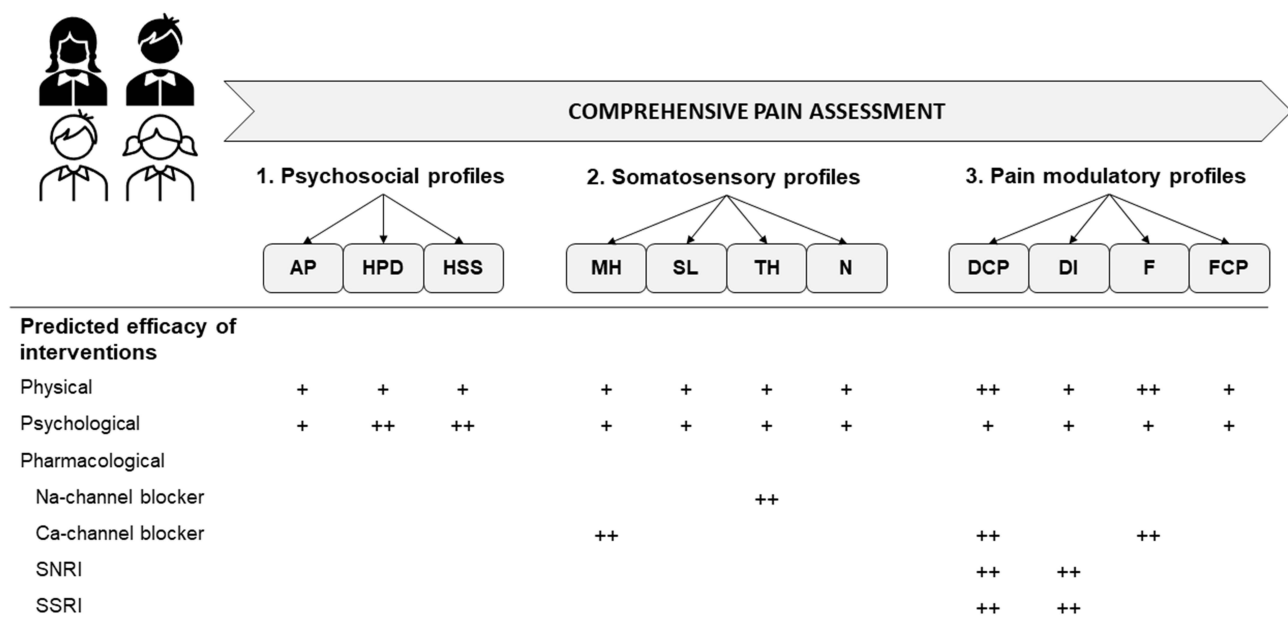 COMPREHENSIVE PAIN ASSESSMENT
1. Psychosocial profiles 2. Somatosensory profiles 3. Pain modulatory profiles
AP HPD HSS MH SL TH N DCP DI F FCP
Predicted efficacy of
interventions
Physical + + + + + + + ++ + ++ +
Psychological + ++ ++ + + + + + + + +
Pharmacological
Na-channel blocker ++
Ca-channel blocker ++ ++ ++
SNRI ++ ++
SSRI ++ ++